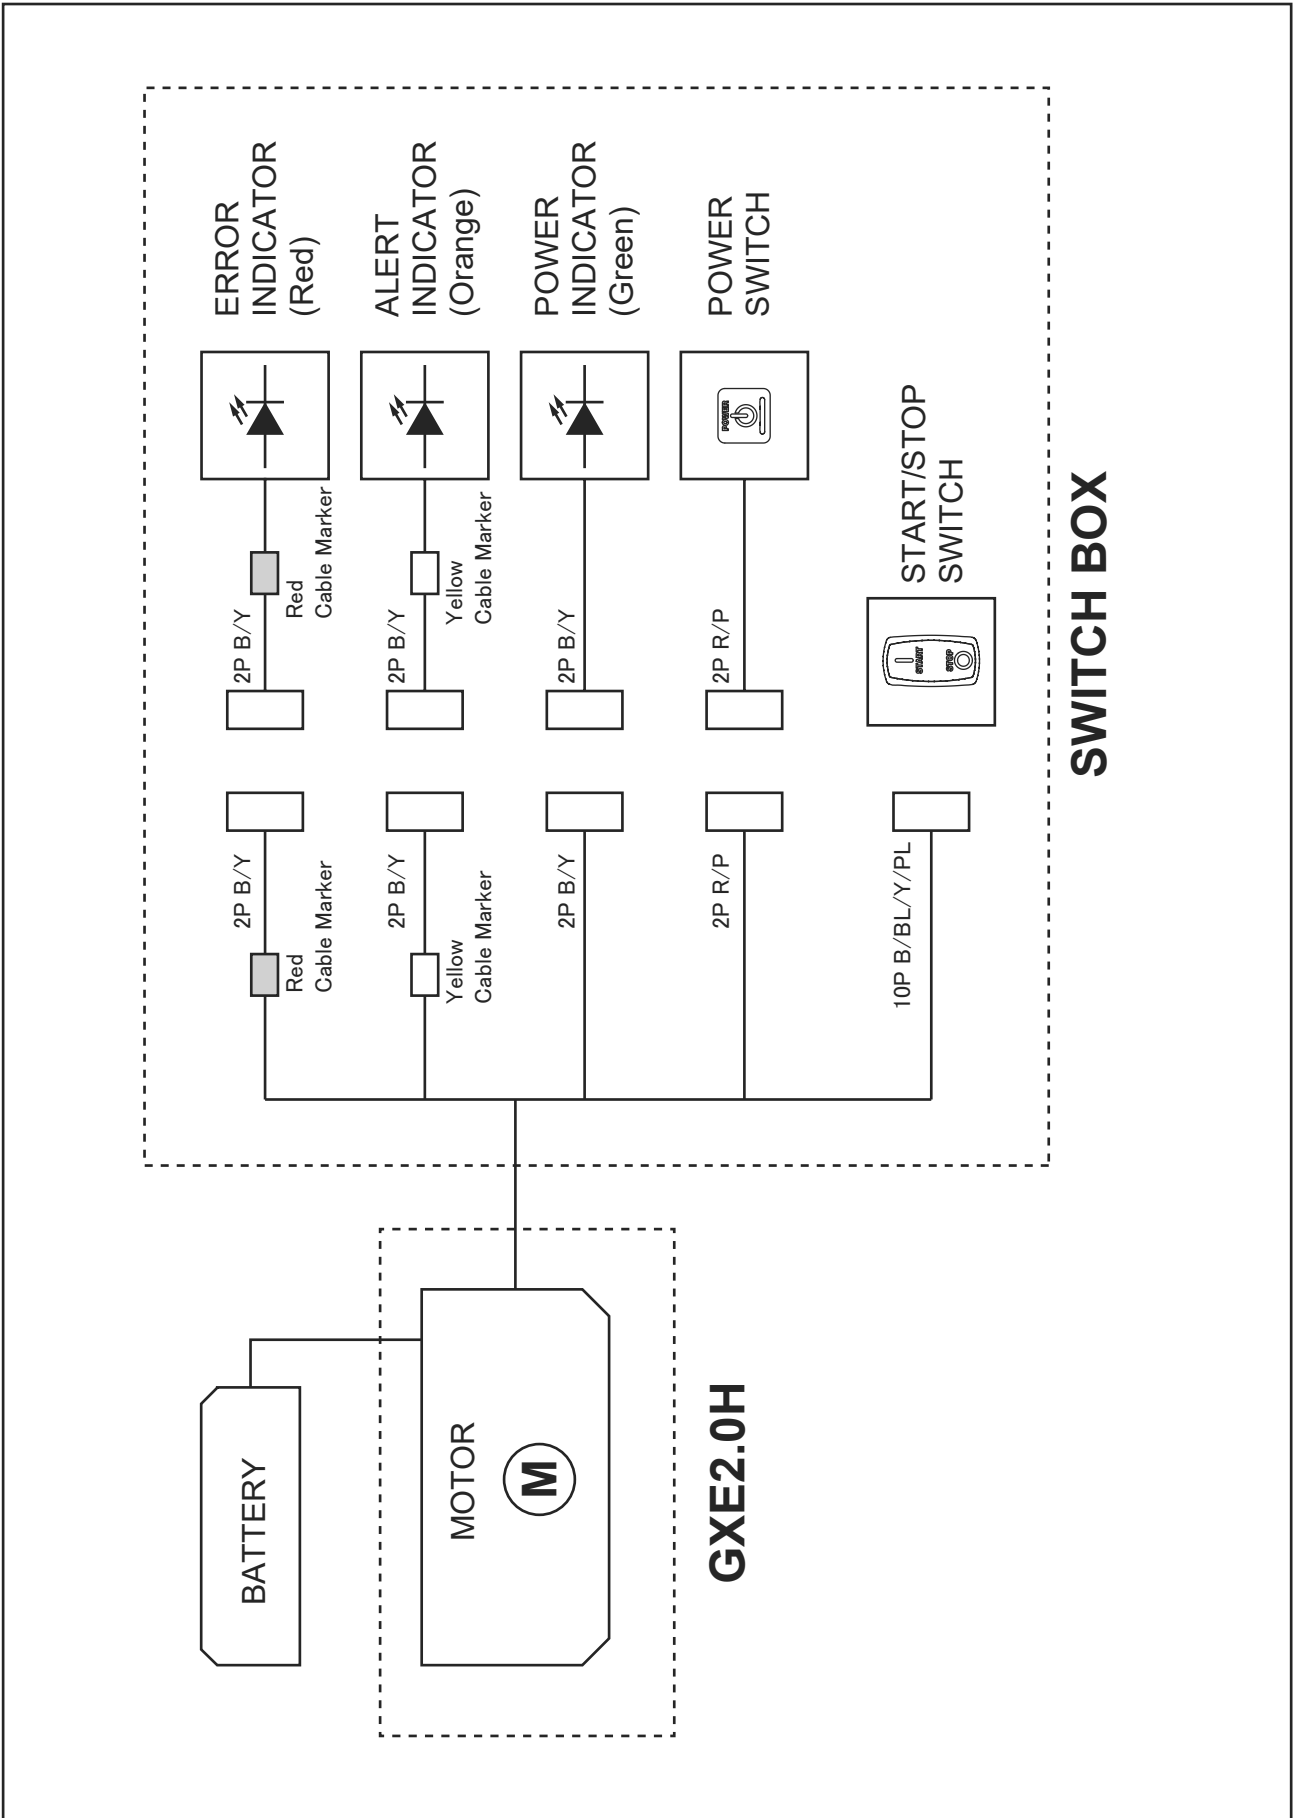 BATTERY
MOTOR
M
GXE2.0H
2P B/Y
Red
Cable Marker
2P B/Y
Red
Cable Marker
ERROR
INDICATOR
(Red)
2P B/Y
Yellow
Cable Marker
2P B/Y
Yellow
Cable Marker
ALERT
INDICATOR
(Orange)
2P B/Y
2P B/Y
POWER
INDICATOR
(Green)
2P R/P
2P R/P
POWER
POWER
SWITCH
10P B/BL/Y/PL
START
STOP
START/STOP
SWITCH
SWITCH BOX